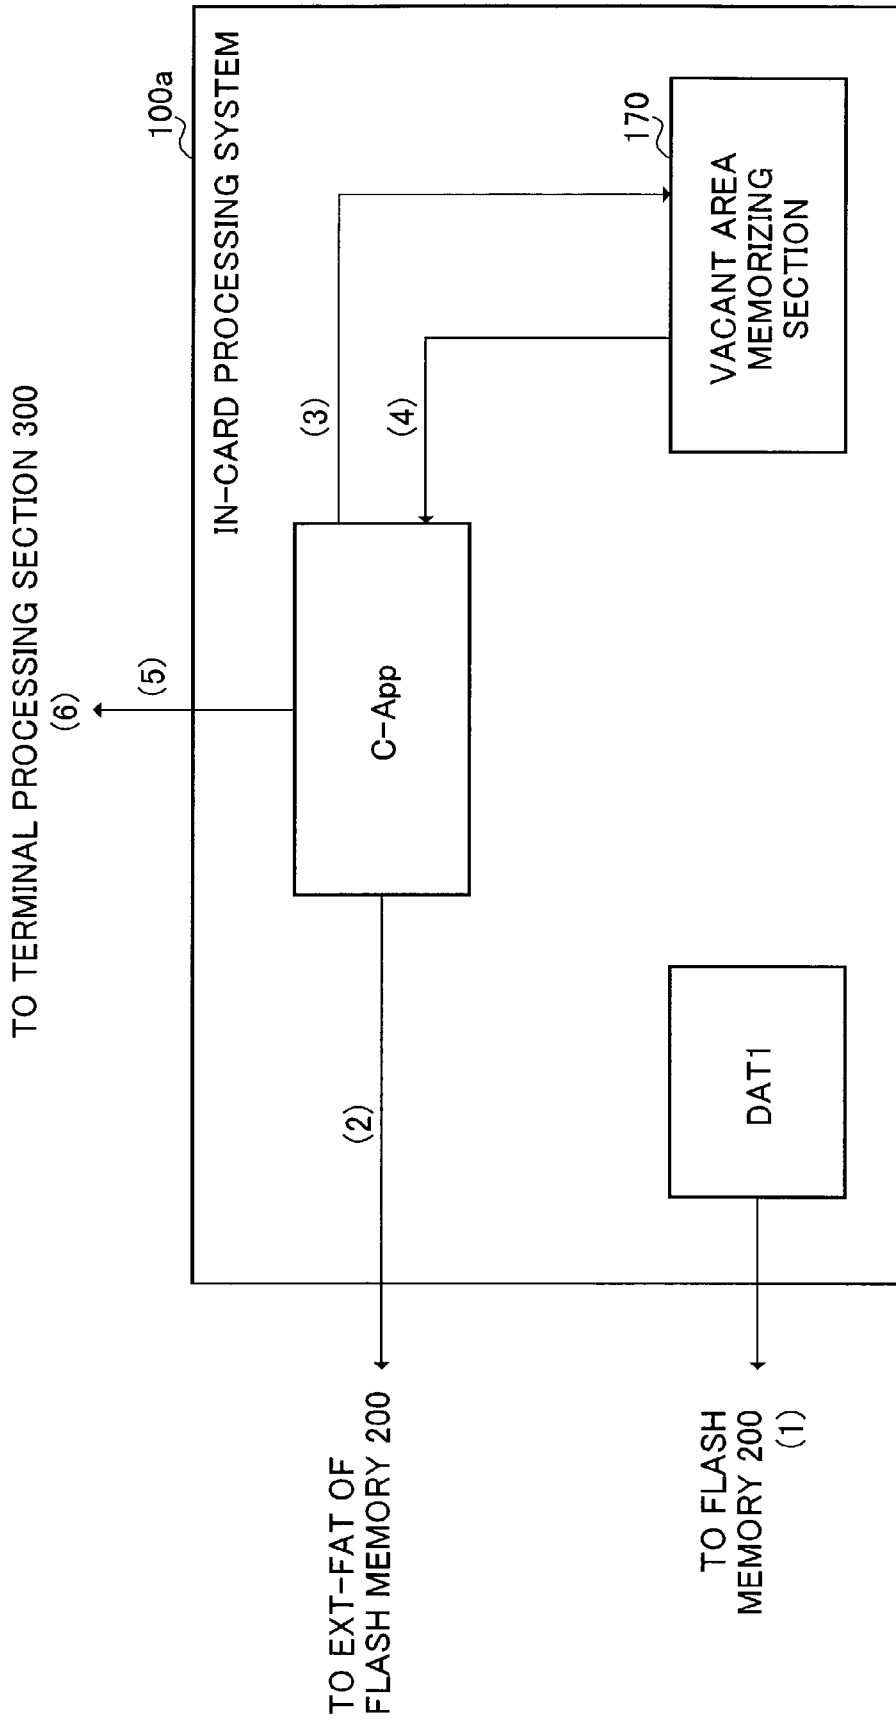 TO TERMINAL PROCESSING SECTION 300
(6)
(5)
100a
IN-CARD PROCESSING SYSTEM
C-App
(3)
(4)
(2)
TO EXT-FAT OF
FLASH MEMORY 200
170
VACANT AREA
MEMORIZING
SECTION
DAT1
TO FLASH
MEMORY 200
(1)